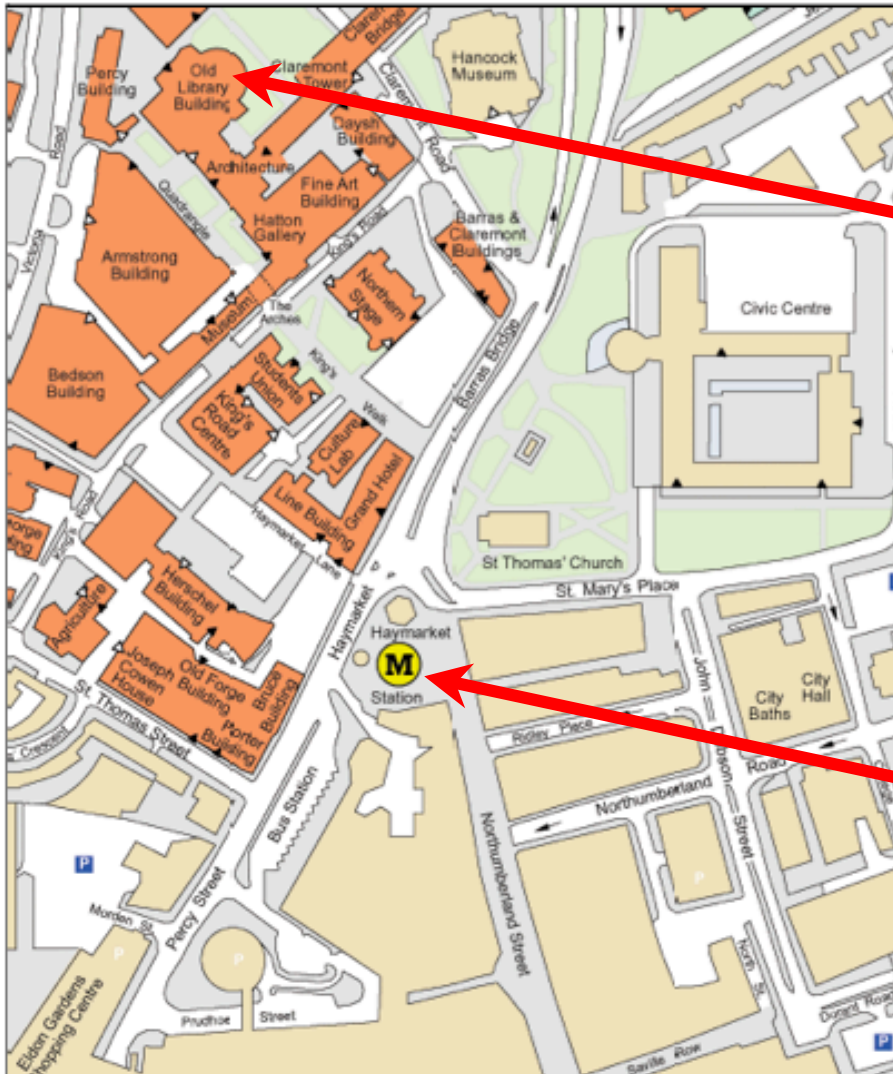 Claremont
Bridge
Percy
Building
Old
Library
Building
Claremont
Tower
Hancock
Museum
Claremont Road
Daysh
Building
Architecture
Fine Art
Building
Hatton
Gallery
Quadrangle
Victoria
Road
King's Road
Barras &
Claremont
Buildings
Armstrong
Building
Museum
The
Arches
Northern
Stage
Civic Centre
Bedson
Building
Students
Union
King's
Walk
King's
Road
Centre
Culture
Lab
Grand Hotel
Line Building
Barras Bridge
King's Road
Haymarket Lane
St Thomas' Church
St. Mary's Place
Agriculture
Herschel
Building
Haymarket
Haymarket
M
Station
Joseph
Cowen
House
Old Forge
Building
Bruce
Building
Porter
Building
St. Thomas Street
Crescent
City
Baths
City
Hall
John Dobson Street
Ridley Place
Northumberland Road
Bus Station
Northumberland Street
P
P
Morden St.
Percy Street
P
P
Prudhoe Street
Eldon Gardens
Shopping Centre
North St.
Durant Road
P
Saville Row